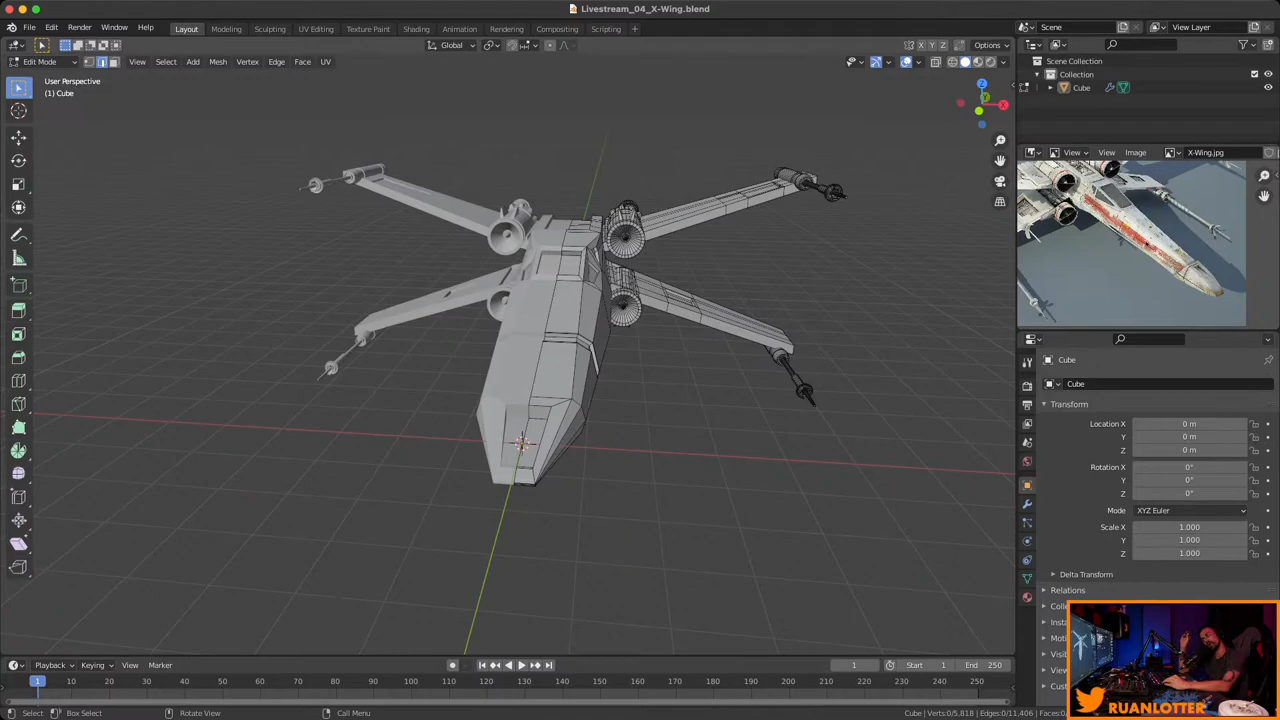 Livestream_04_X-Wing.blend
File Edit Render Window Help Layout Modeling Sculpting UV Editing Texture Paint Shading Animation Rendering Compositing Scripting + Scene View Layer
Global X Y Z Options
Edit Mode View Select Add Mesh Vertex Edge Face UV
Scene Collection
Collection
Cube
User Perspective
(1) Cube
Z
Y
X
View View Image X-Wing.jpg
Cube
Cube
Transform
Location X 0 m
Y 0 m
Z 0 m
Rotation X 0°
Y 0°
Z 0°
Mode XYZ Euler
Scale X 1.000
Y 1.000
Z 1.000
Delta Transform
Relations
RUANLOTTER
Playback Keying View Marker 1 Start 1 End 250
1 10 20 30 40 50 60 70 80 90 100 110 120 130 140 150 160 170 180 190 200 210 220 230 240 250
Select Box Select Rotate View Call Menu Cube | Verts:0/5,818 | Edges:0/11,406 | Faces:0/